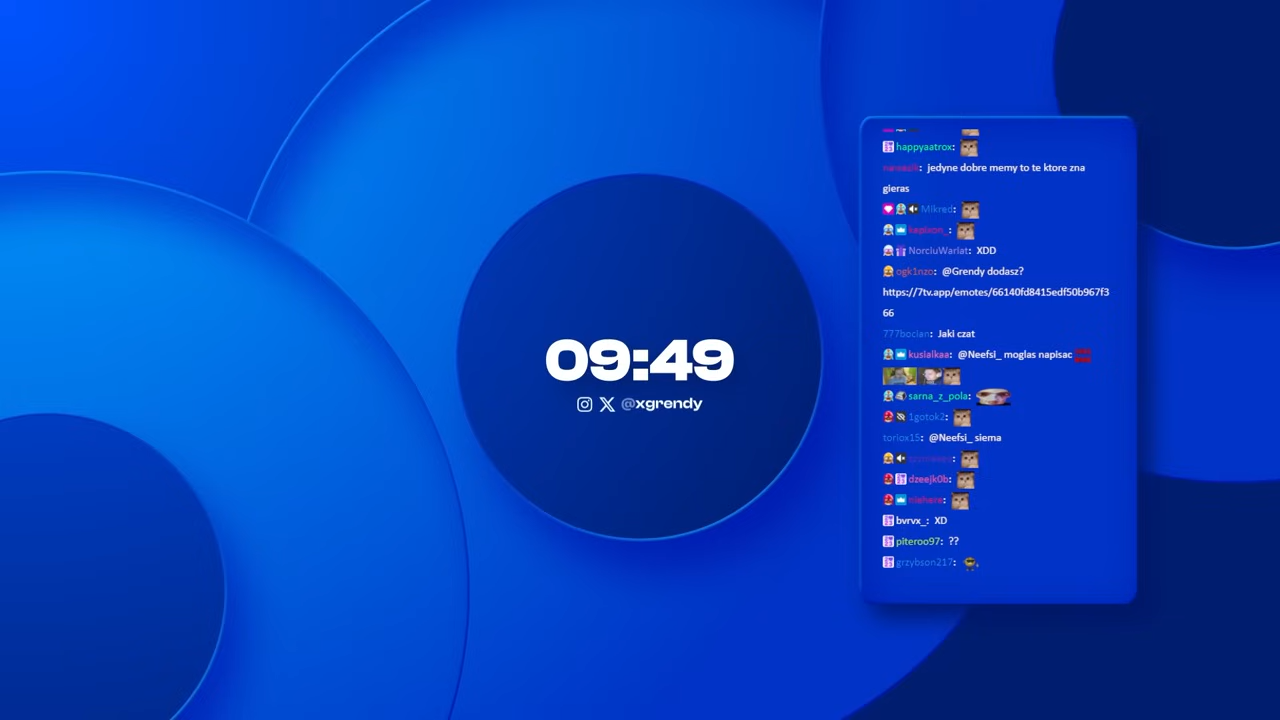 09:49
@xgrendy
happyaatrox:
: jedyne dobre memy to te ktore zna
gieras
Mikred:
kapixon_:
NorciuWariat: XDD
ogk1nzo: @Grendy dodasz?
https://7tv.app/emotes/66140fd8415edf50b967f3
66
777bocian: Jaki czat
kusialkaa: @Neefsi_ moglas napisac
sarna_z_pola:
1gotok2:
toriox15: @Neefsi_ siema
dzeejk0b:
niehere:
bvrvx_: XD
piteroo97: ??
grzybson217: